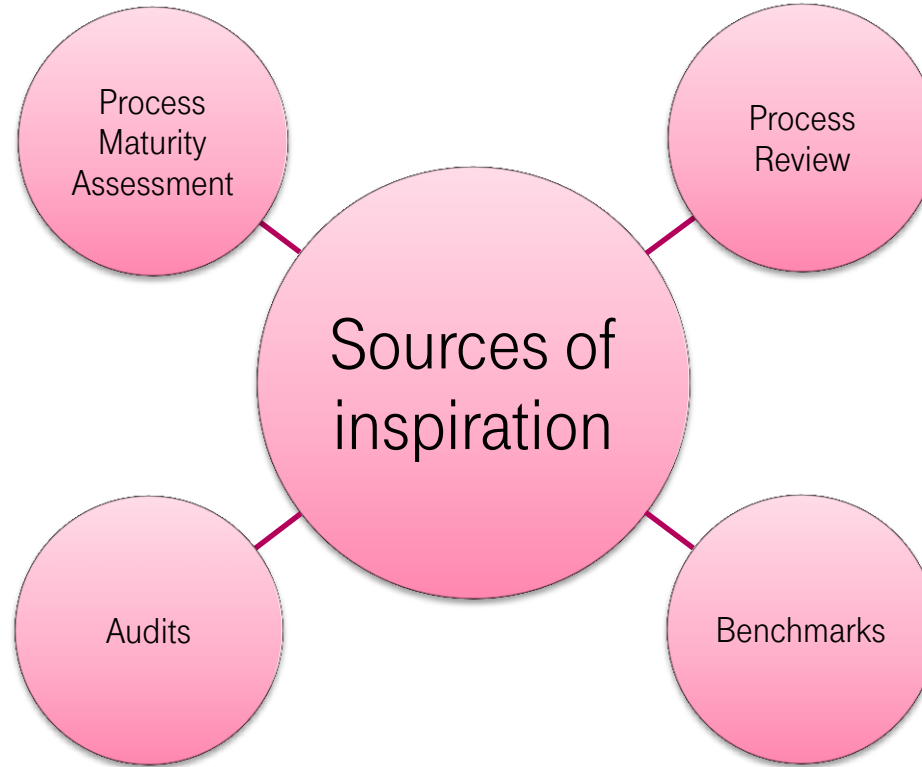 Process
Maturity
Assessment
Process
Review
Sources of
inspiration
Audits
Benchmarks